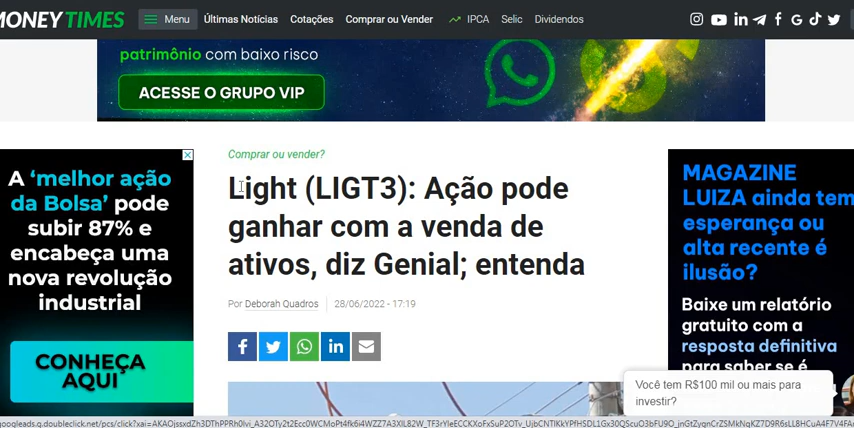 MONEY TIMES
Menu
Últimas Notícias
Cotações
Comprar ou Vender
IPCA
Selic
Dividendos
patrimônio com baixo risco
ACESSE O GRUPO VIP
A ‘melhor ação
da Bolsa’ pode
subir 87% e
encabeça uma
nova revolução
industrial
CONHEÇA
AQUI
Comprar ou vender?
Light (LIGT3): Ação pode
ganhar com a venda de
ativos, diz Genial; entenda
Por Deborah Quadros
28/06/2022 - 17:19
MAGAZINE
LUIZA ainda tem
esperança ou
alta recente é
ilusão?
Baixe um relatório
gratuito com a
resposta definitiva
para saber se é
Você tem R$100 mil ou mais para
investir?